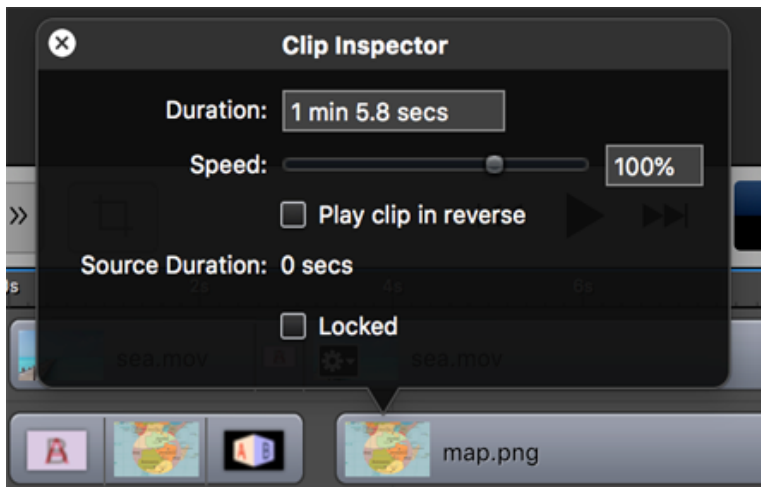 Clip Inspector
Duration: 1 min 5.8 secs
Speed: 100%
Play clip in reverse
Source Duration: 0 secs
2s 4s 6s
Locked
sea.mov A sea.mov
A A B map.png